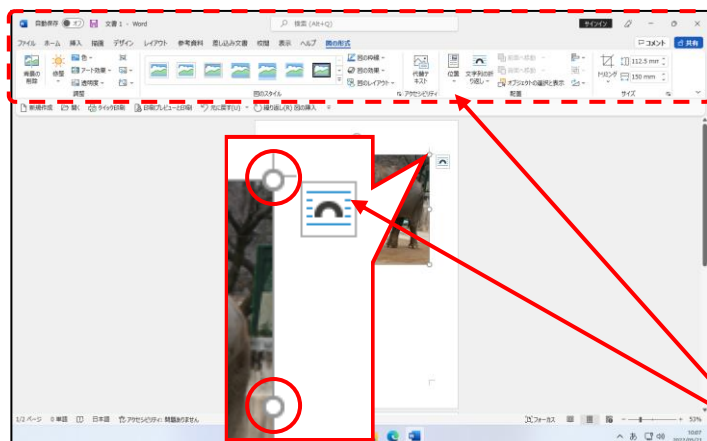 自動保存 オフ 文書 1 - Word 検索 (Alt+Q) サインイン
ファイル ホーム 挿入 描画 デザイン レイアウト 参考資料 差し込み文書 校閲 表示 ヘルプ 図の形式 コメント 共有
背景の削除 修整 色 アート効果 透明度 図の枠線 図の効果 図のレイアウト 代替テキスト 位置 文字列の折り返し 前面へ移動 背面へ移動 オブジェクトの選択と表示 トリミング 112.5 mm 150 mm
調整 図のスタイル アクセシビリティ 配置 サイズ
新規作成 開く クイック印刷 印刷プレビューと印刷 元に戻す(U) 繰り返し(R) 図の挿入
1/2 ページ 0 単語 日本語 アクセシビリティ: 問題ありません フォーカス 53%
あ 10:07